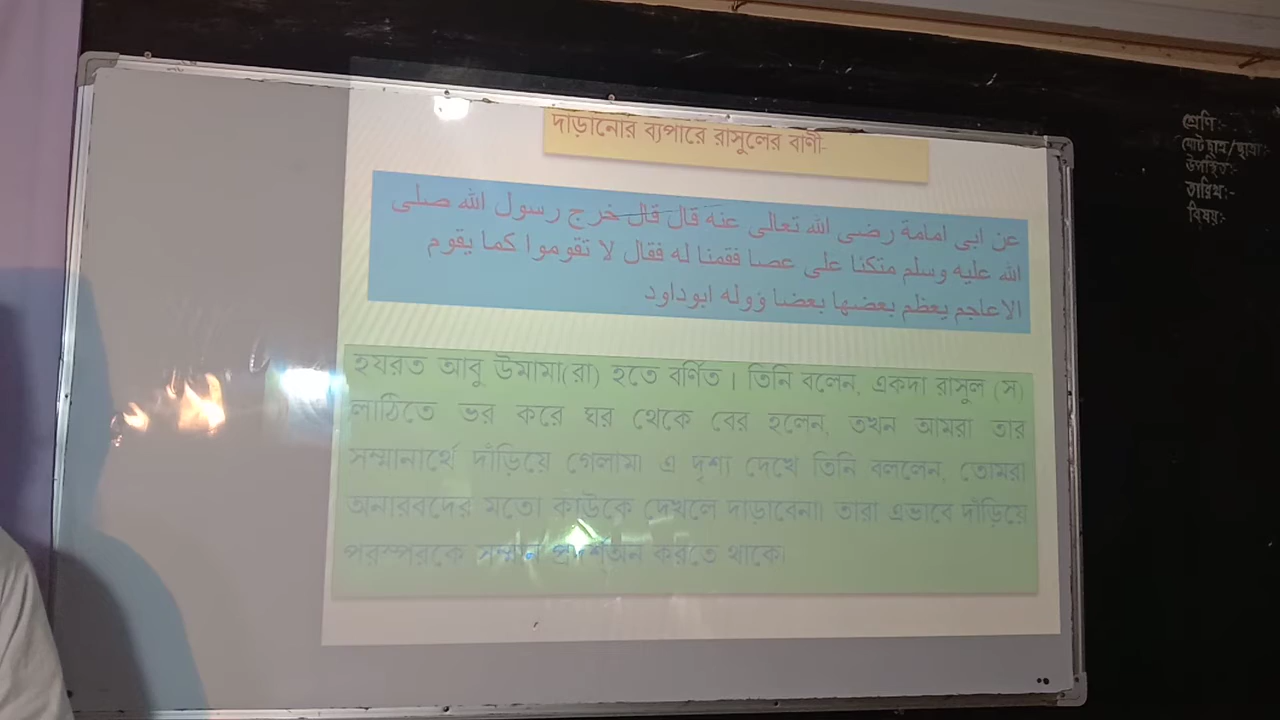 দাড়ানোর ব্যপারে রাসুলের বাণী-
عن ابى امامة رضى الله تعالى عنه قال قال خرج رسول الله صلى
الله عليه وسلم متكئا على عصا فقمنا له فقال لا تقوموا كما يقوم
الاعاجم يعظم بعضها بعضا ابوداود
হযরত আবু উমামা(রা) হতে বর্ণিত। তিনি বলেন, একদা রাসুল (স)
লাঠিতে ভর করে ঘর থেকে বের হলেন, তখন আমরা তার
সম্মানার্থে দাঁড়িয়ে গেলাম। এ দৃশ্য দেখে তিনি বললেন, তোমরা
অনারবদের মতো কাউকে দেখলে দাড়াবেনা। তারা এভাবে দাঁড়িয়ে
পরস্পরকে সম্মান করতে থাকে।
শ্রেণি:-
মোট ছাত্র/ছাত্রী:-
উপস্থিত:-
তারিখ:-
বিষয়:-